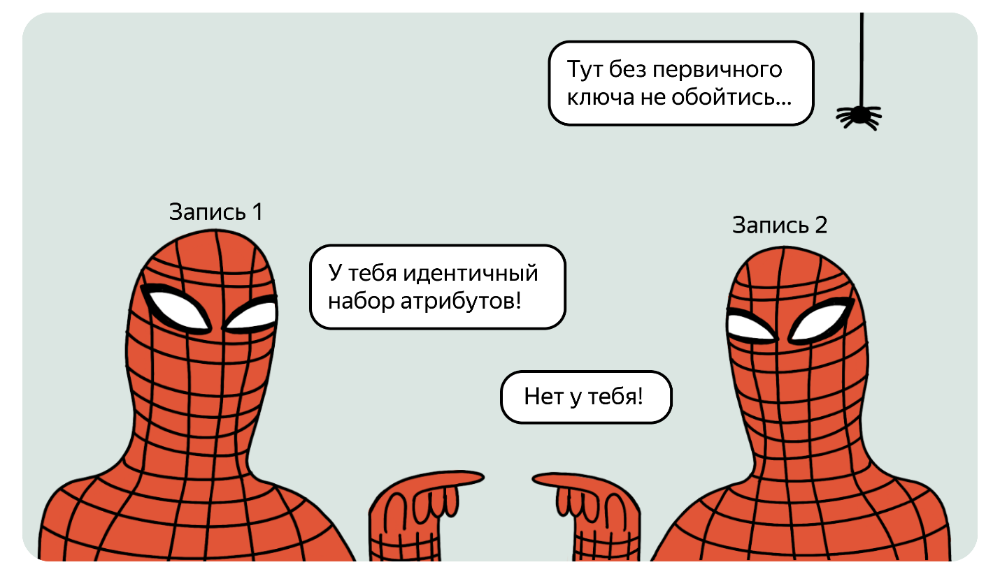 Тут без первичного
ключа не обойтись...
Запись 1
Запись 2
У тебя идентичный
набор атрибутов!
Нет у тебя!